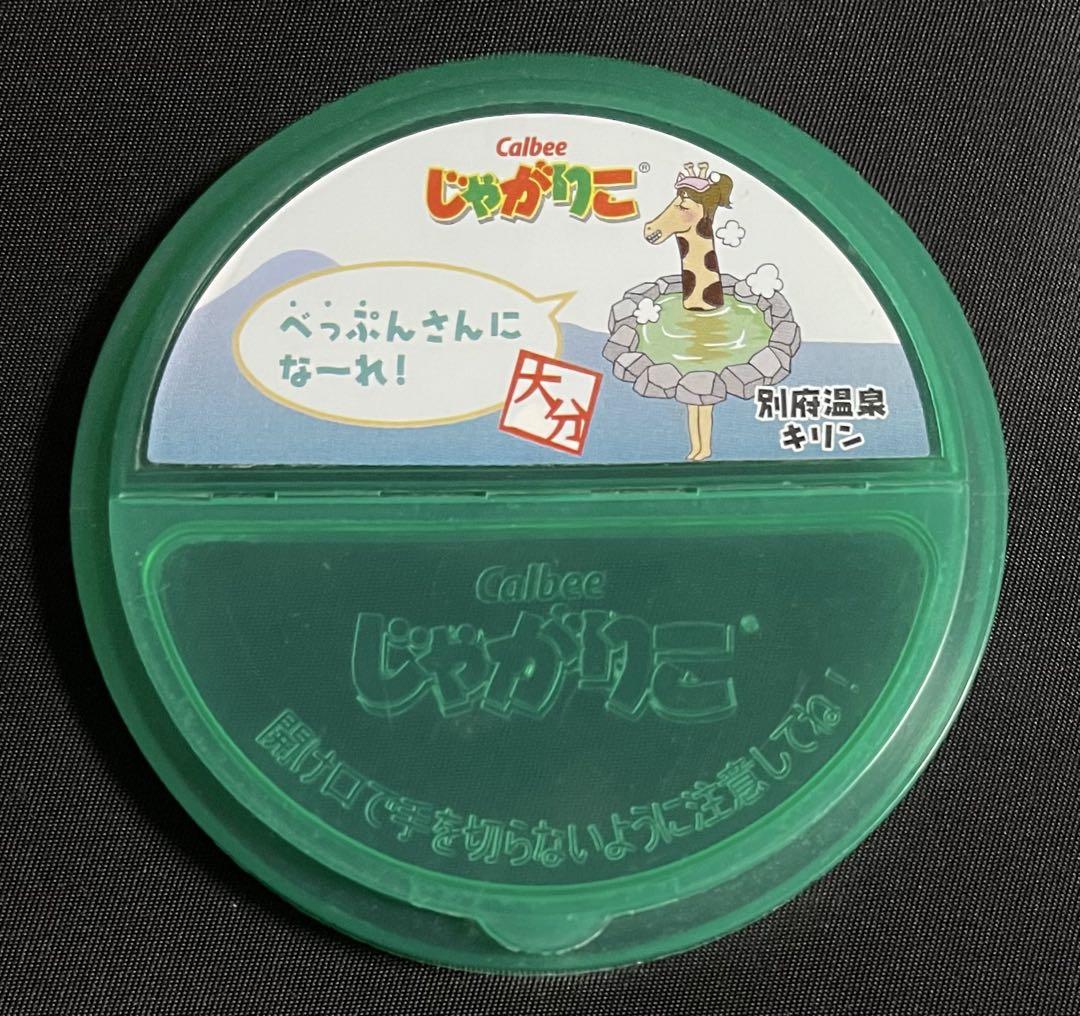 Calbee
じゃがりこ®
べっぷんさんに
なーれ!
大分
別府温泉
キリン
Calbee
じゃがりこ
開け口で手を切らないように注意してね!